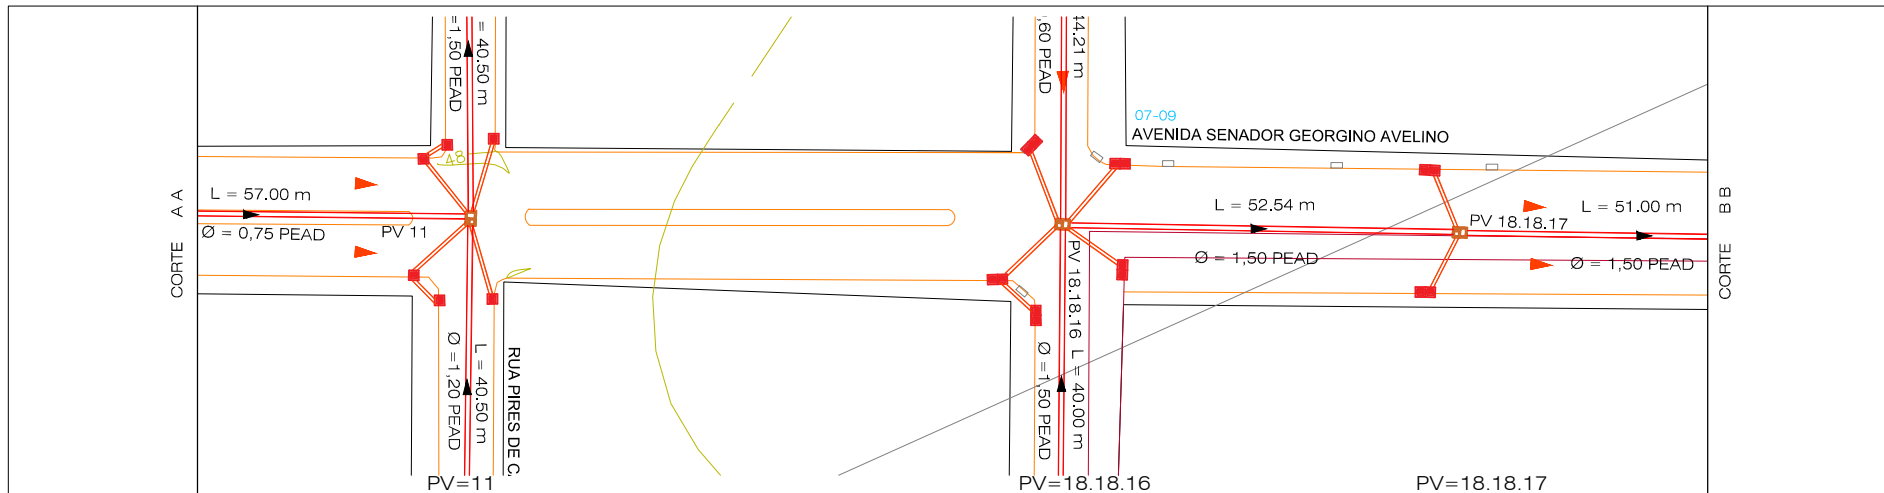 =1,50 PEAD
= 40.50 m
,60 PEAD
44.21 m
07-09
AVENIDA SENADOR GEORGINO AVELINO
48
CORTE A A
L = 57.00 m
Ø = 0,75 PEAD
PV 11
L = 52.54 m
Ø = 1,50 PEAD
PV 18.18.17
L = 51.00 m
Ø = 1,50 PEAD
CORTE B B
Ø =1,20 PEAD
L = 40.50 m
RUA PIRES DE C.
Ø =1,50 PEAD
PV 18.18.16
L = 40.00 m
PV=11
PV=18.18.16
PV=18.18.17